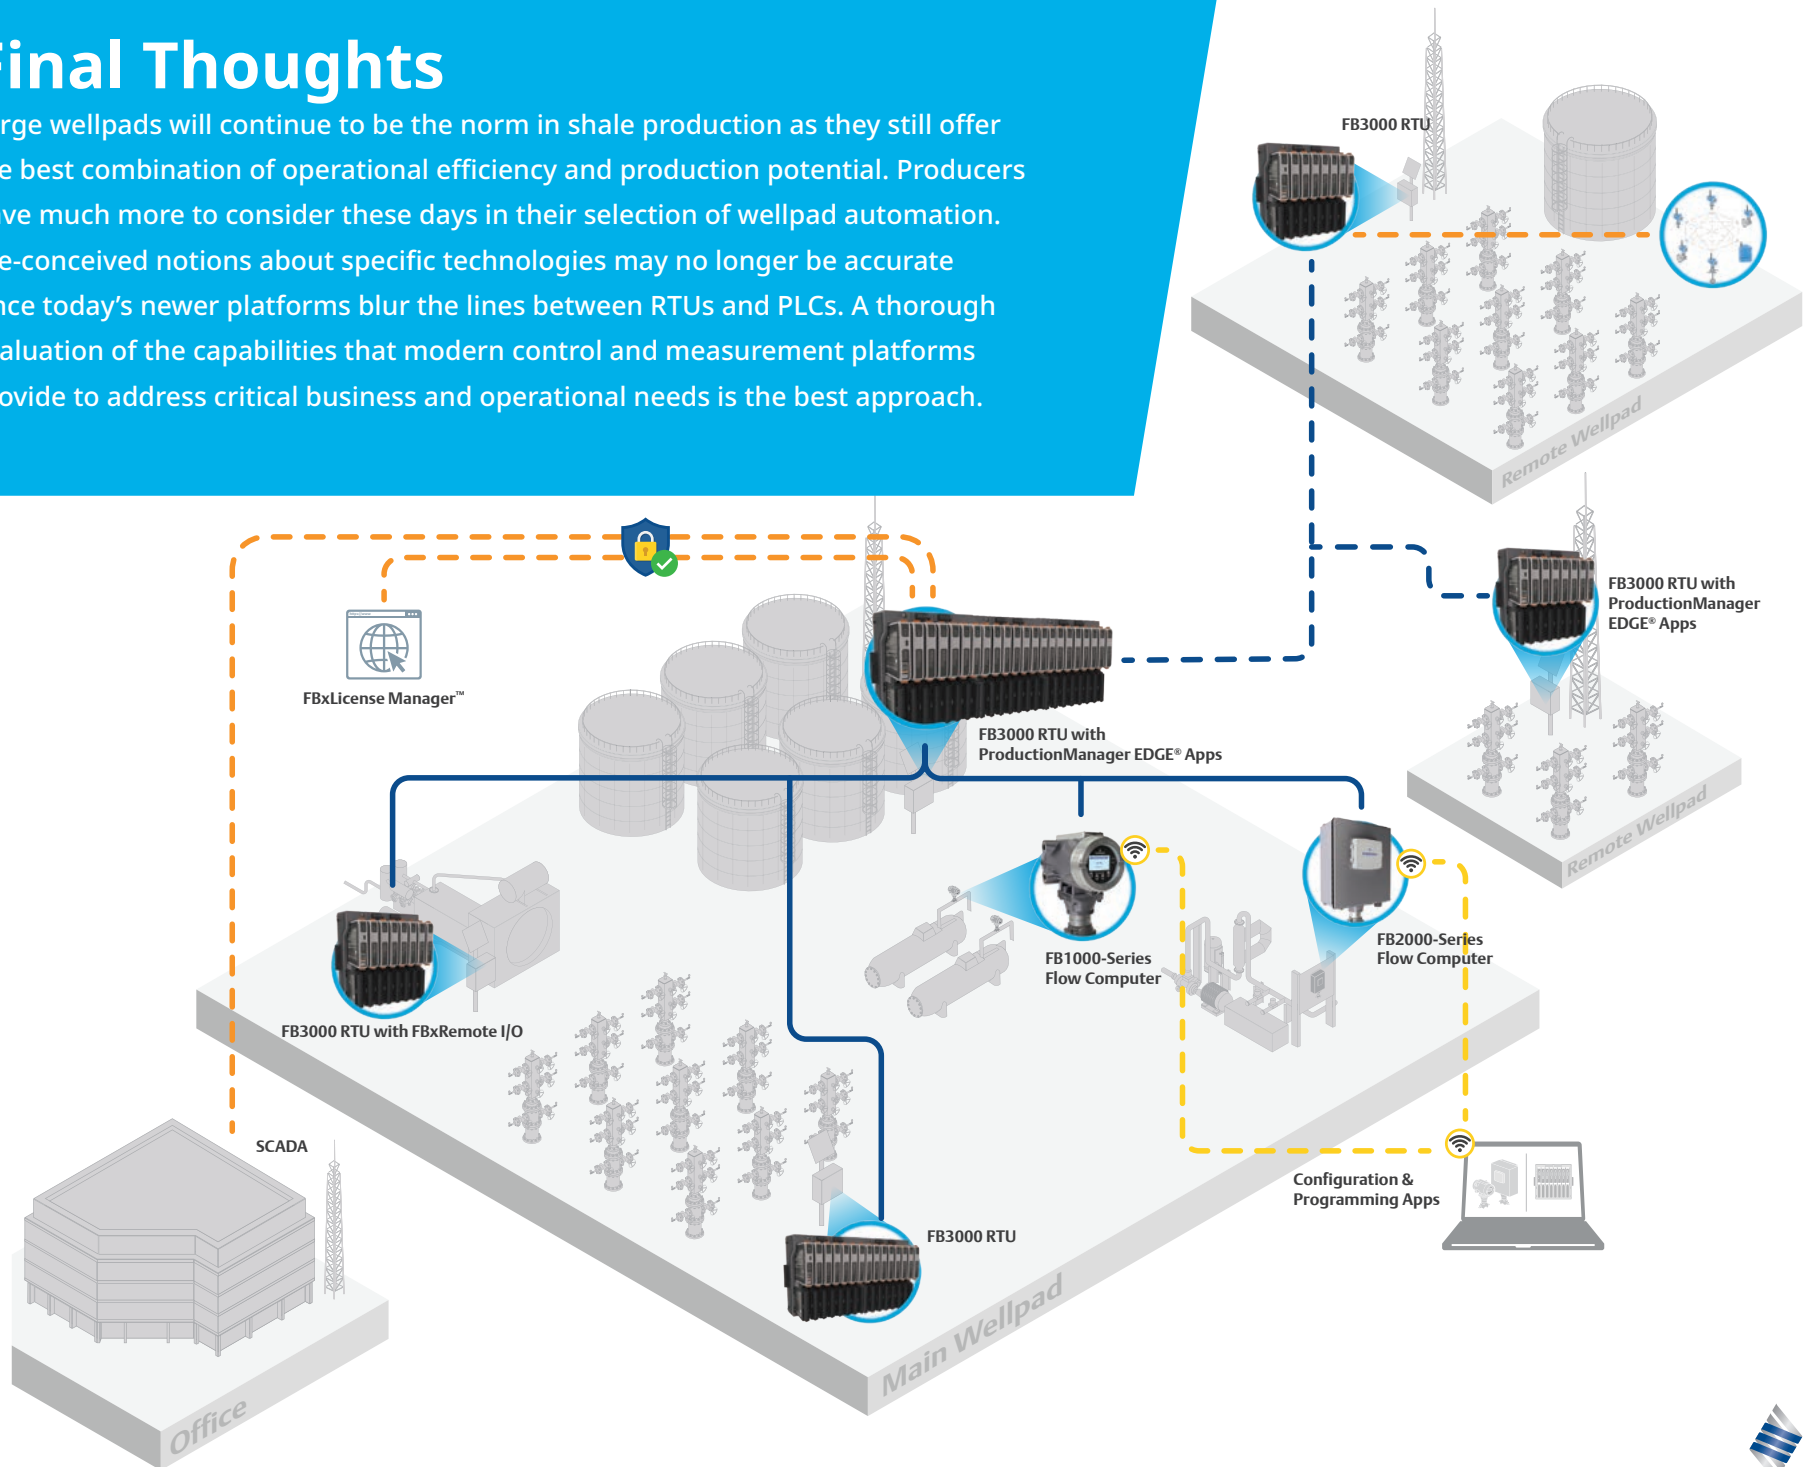 Final Thoughts
rge wellpads will continue to be the norm in shale production as they still offer
e best combination of operational efficiency and production potential. Producers
ve much more to consider these days in their selection of wellpad automation.
e-conceived notions about specific technologies may no longer be accurate
nce today's newer platforms blur the lines between RTUs and PLCs. A thorough
aluation of the capabilities that modern control and measurement platforms
ovide to address critical business and operational needs is the best approach.
FB3000 RTU
Remote Wellpad
FB3000 RTU with
ProductionManager
EDGE® Apps
Remote Wellpad
FBxLicense Manager™
FB3000 RTU with
ProductionManager EDGE® Apps
FB1000-Series
Flow Computer
FB2000-Series
Flow Computer
FB3000 RTU with FBxRemote I/O
SCADA
Configuration &
Programming Apps
FB3000 RTU
Main Wellpad
Office